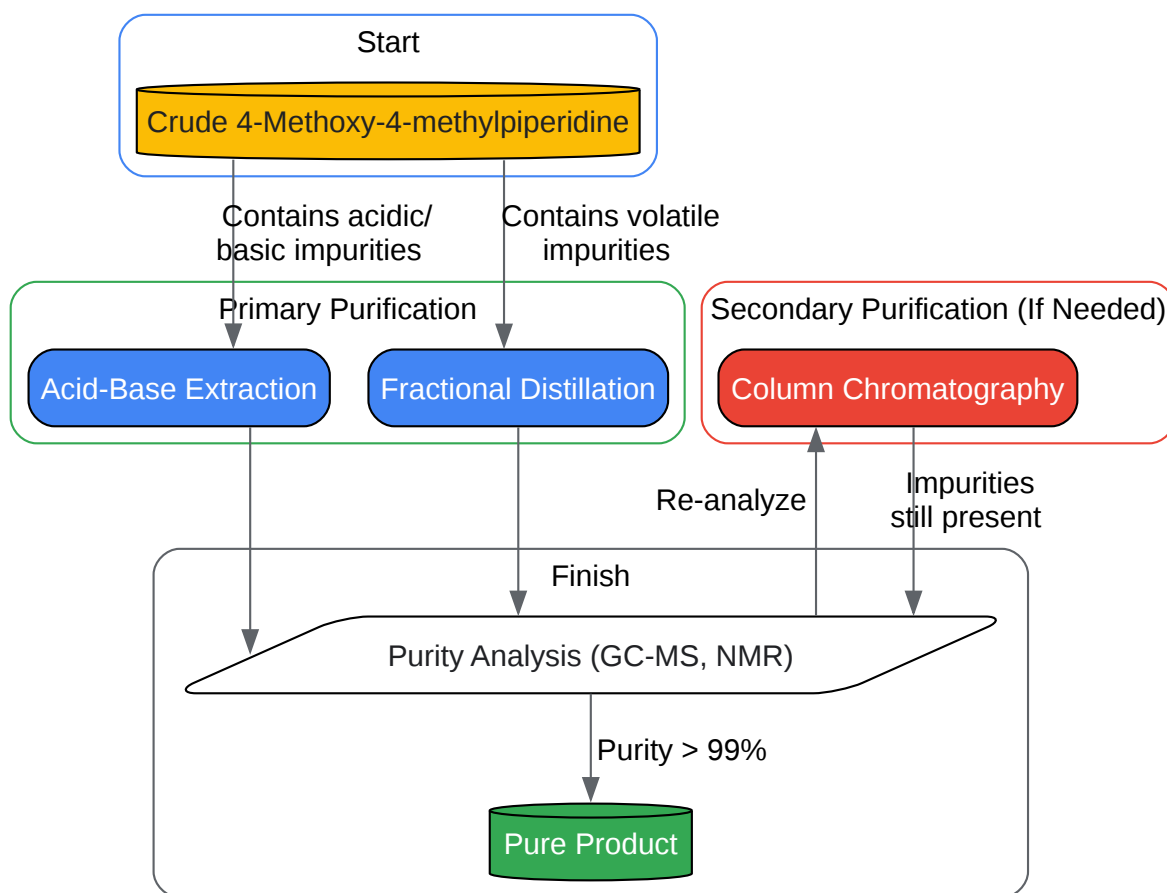 Start
Crude 4-Methoxy-4-methylpiperidine
Contains acidic/
basic impurities
Contains volatile
impurities
Primary Purification
Secondary Purification (If Needed)
Acid-Base Extraction
Fractional Distillation
Column Chromatography
Re-analyze
Impurities
still present
Finish
Purity Analysis (GC-MS, NMR)
Purity > 99%
Pure Product